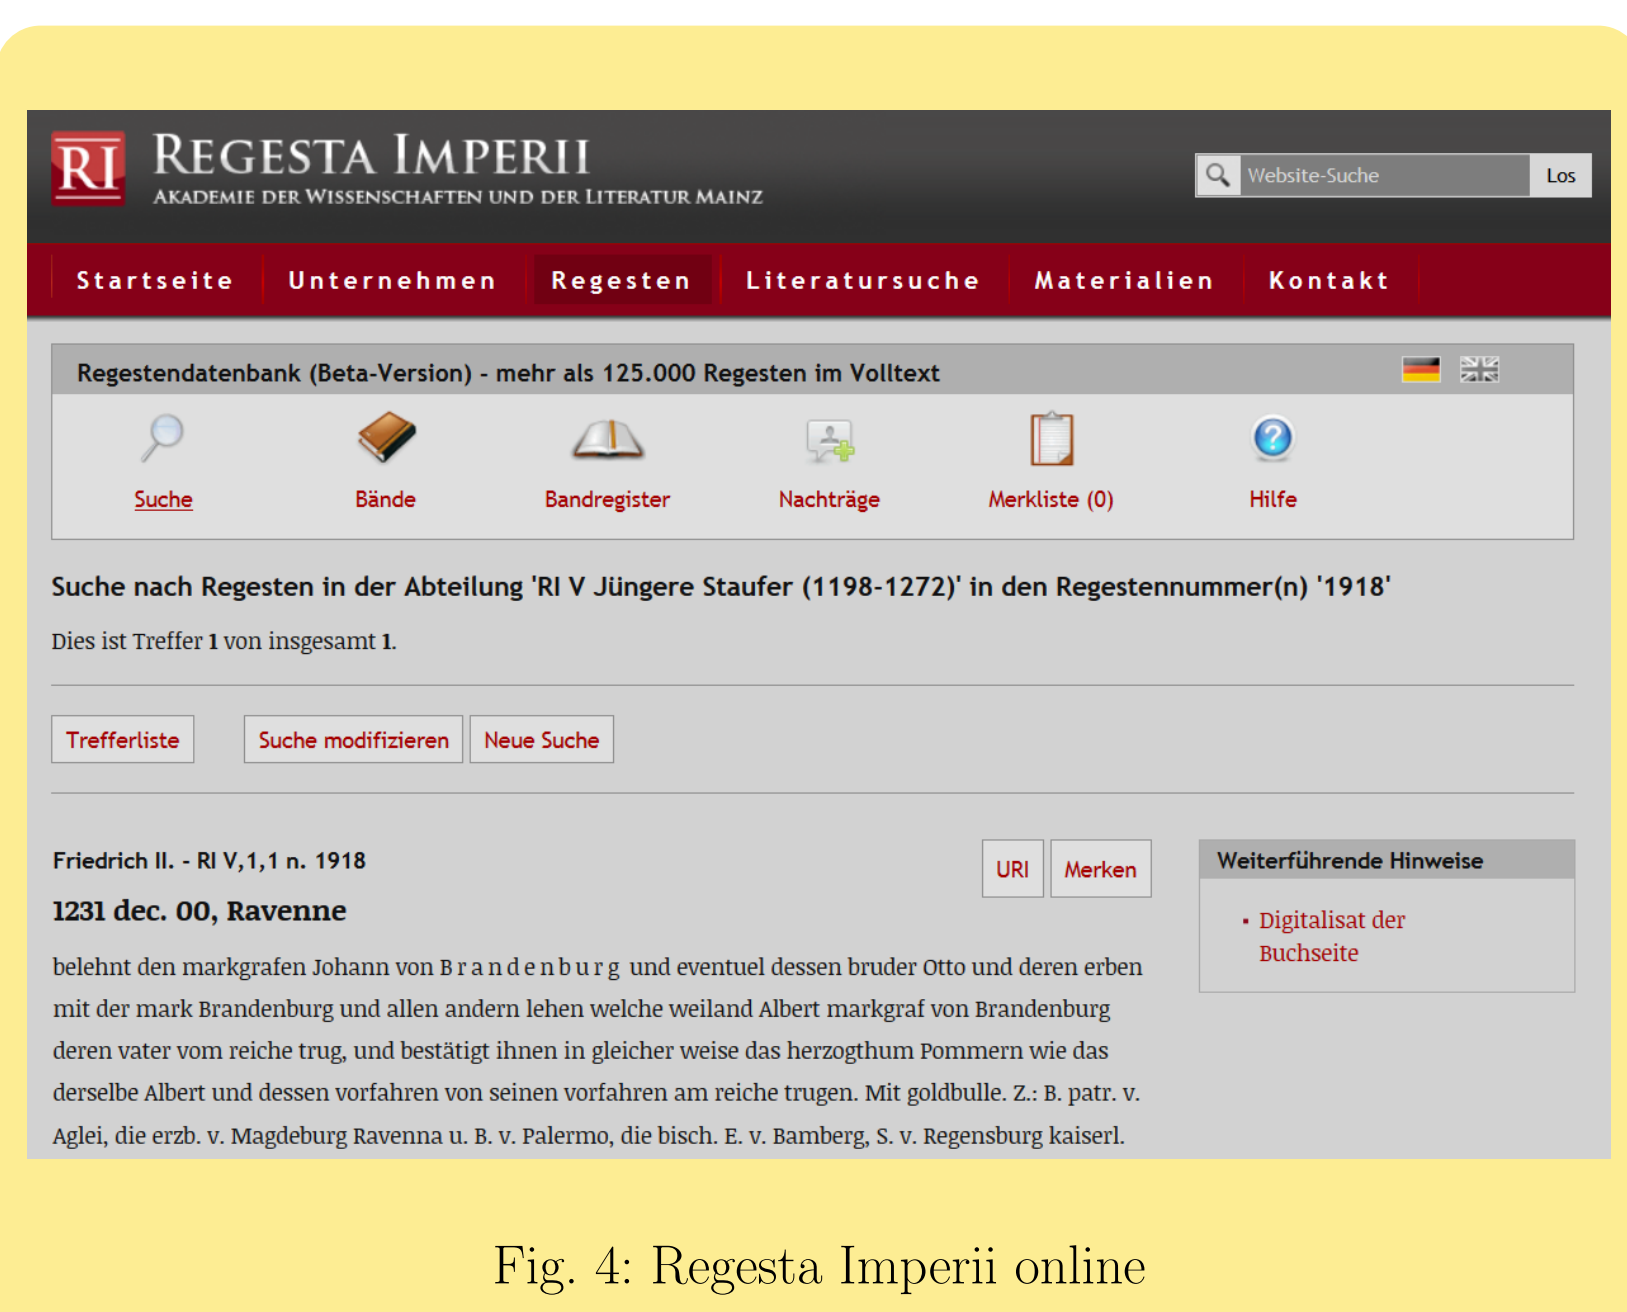 RI REGESTA IMPERII
AKADEMIE DER WISSENSCHAFTEN UND DER LITERATUR MAINZ
Website-Suche Los
Startseite Unternehmen Regesten Literatursuche Materialien Kontakt
Regestendatenbank (Beta-Version) - mehr als 125.000 Regesten im Volltext
Suche Bände Bandregister Nachträge Merkliste (0) Hilfe
Suche nach Regesten in der Abteilung 'RI V Jüngere Staufer (1198-1272)' in den Regestennummer(n) '1918'
Dies ist Treffer 1 von insgesamt 1.
Trefferliste Suche modifizieren Neue Suche
Friedrich II. - RI V,1,1 n. 1918
URI Merken
1231 dec. 00, Ravenne
belehnt den markgrafen Johann von Brandenburg und eventuel dessen bruder Otto und deren erben
mit der mark Brandenburg und allen andern lehen welche weiland Albert markgraf von Brandenburg
deren vater vom reiche trug, und bestätigt ihnen in gleicher weise das herzogthum Pommern wie das
derselbe Albert und dessen vorfahren von seinen vorfahren am reiche trugen. Mit goldbulle. Z.: B. patr. v.
Aglei, die erzb. v. Magdeburg Ravenna u. B. v. Palermo, die bisch. E. v. Bamberg, S. v. Regensburg kaiserl.
Weiterführende Hinweise
▪ Digitalisat der
Buchseite
Fig. 4: Regesta Imperii online